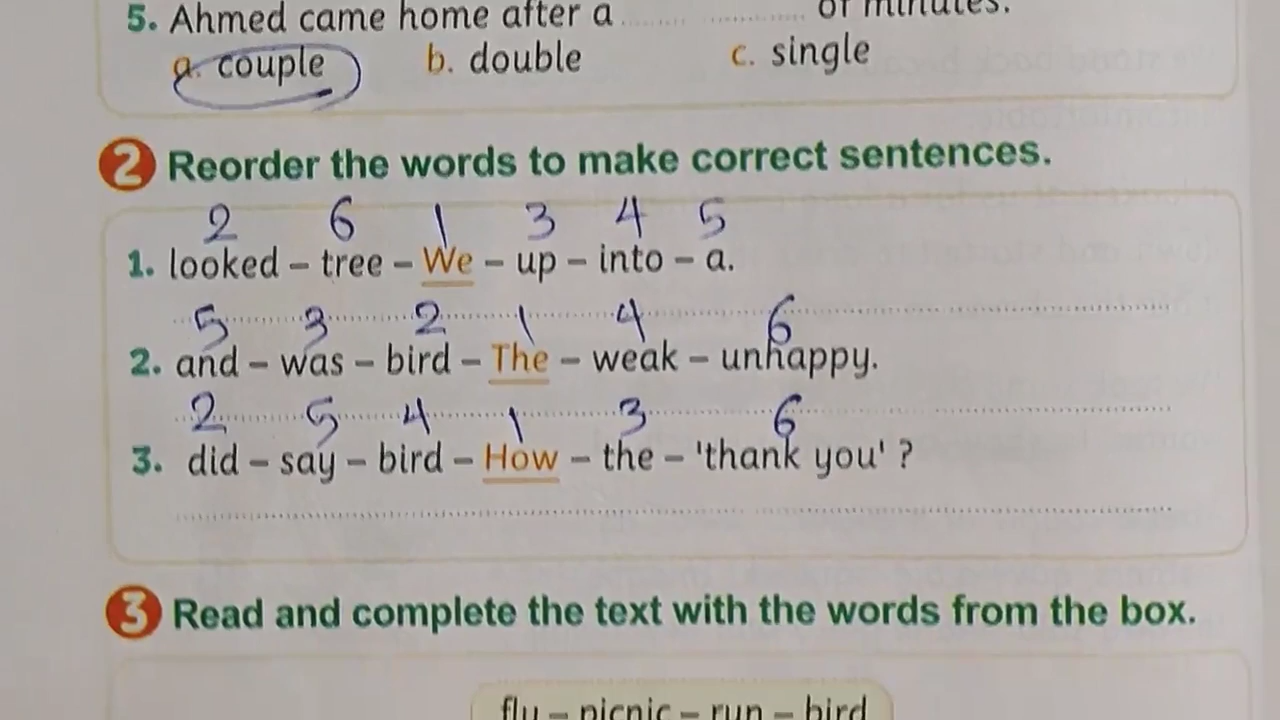 5. Ahmed came home after a ........ ............ of minutes.
a. couple b. double c. single
2 Reorder the words to make correct sentences.
2 6 1 3 4 5
1. looked – tree – We – up – into – a.
5 3 2 1 4 6
2. and – was – bird – The – weak – unhappy.
2 5 4 1 3 6
3. did – say – bird – How – the – 'thank you' ?
3 Read and complete the text with the words from the box.
fly – picnic – run – bird